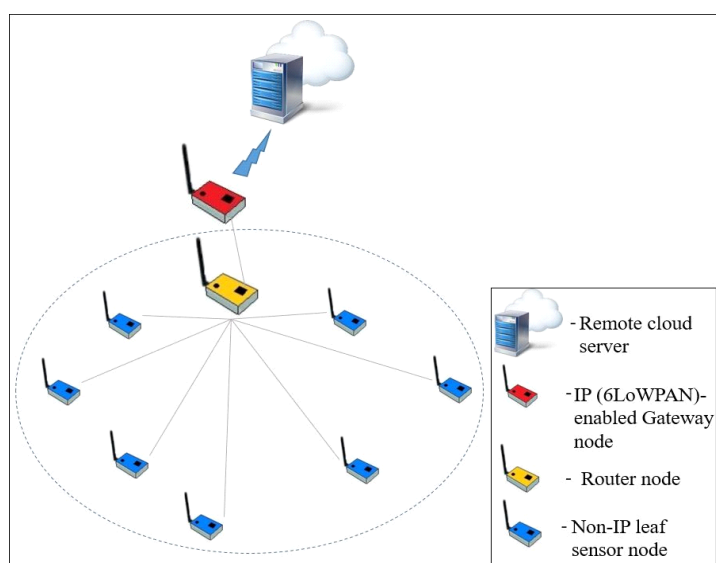 - Remote cloud
server
- IP (6LoWPAN)-
enabled Gateway
node
- Router node
- Non-IP leaf
sensor node